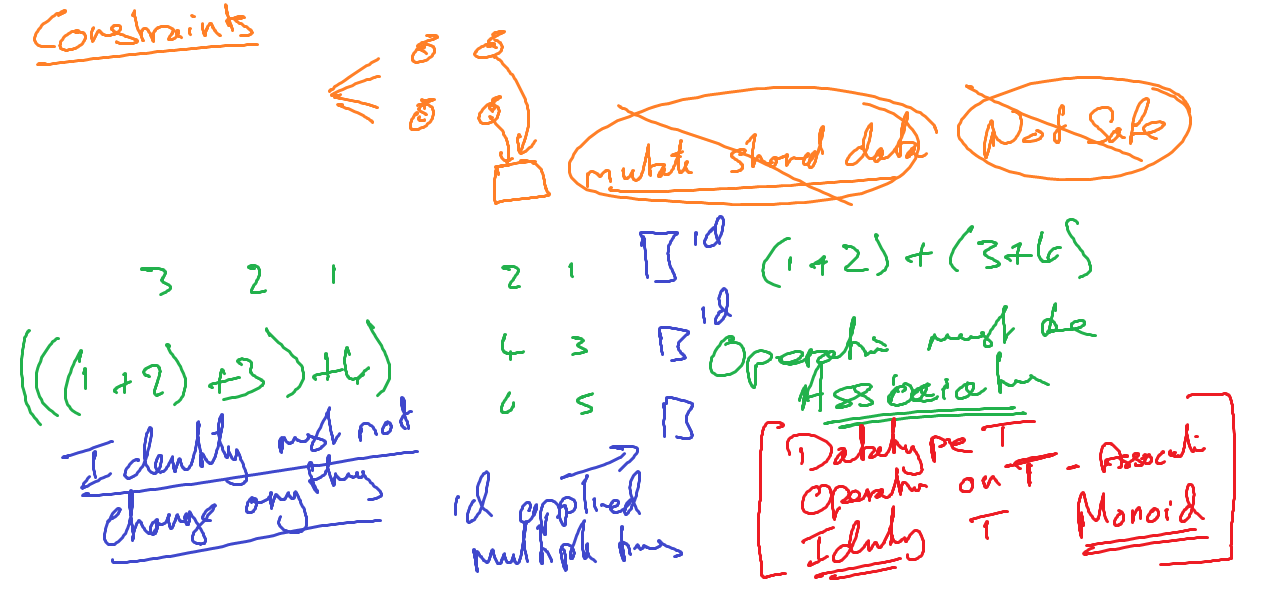 Constraints
mutate shared data
Not Safe
3 2 1
2 1
[] id
(1+2) + (3+4)
(((1+2)+3)+4)
4 3
[] id
Operation must be
Associative
6 5
[]
Identity must not
change anything
id applied
multiple times
Datatype T
Operation on T - Associative
Identity T
Monoid